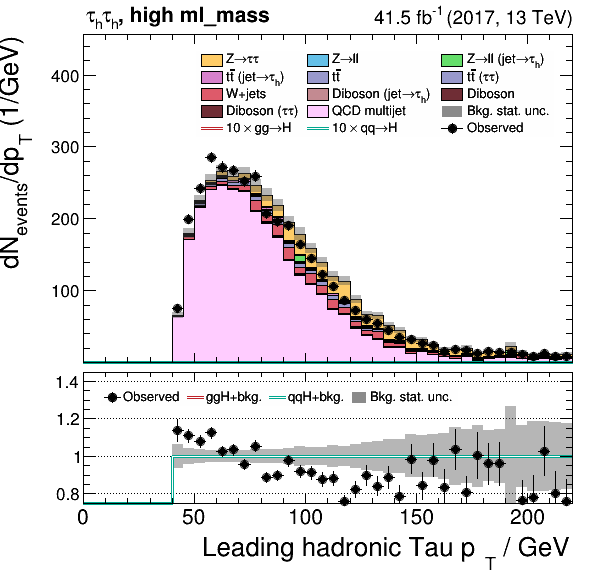 τₕτₕ, high ml_mass 41.5 fb⁻¹ (2017, 13 TeV)
dN_events/dp_T (1/GeV)
400
300
200
100
Z→ττ Z→ll Z→ll (jet→τₕ)
tt̄ (jet→τₕ) tt̄ tt̄ (ττ)
W+jets Diboson (jet→τₕ) Diboson
Diboson (ττ) QCD multijet Bkg. stat. unc.
10 × gg→H 10 × qq→H Observed
1.4
1.2
1
0.8
Observed ggH+bkg. qqH+bkg. Bkg. stat. unc.
0 50 100 150 200
Leading hadronic Tau p_T / GeV